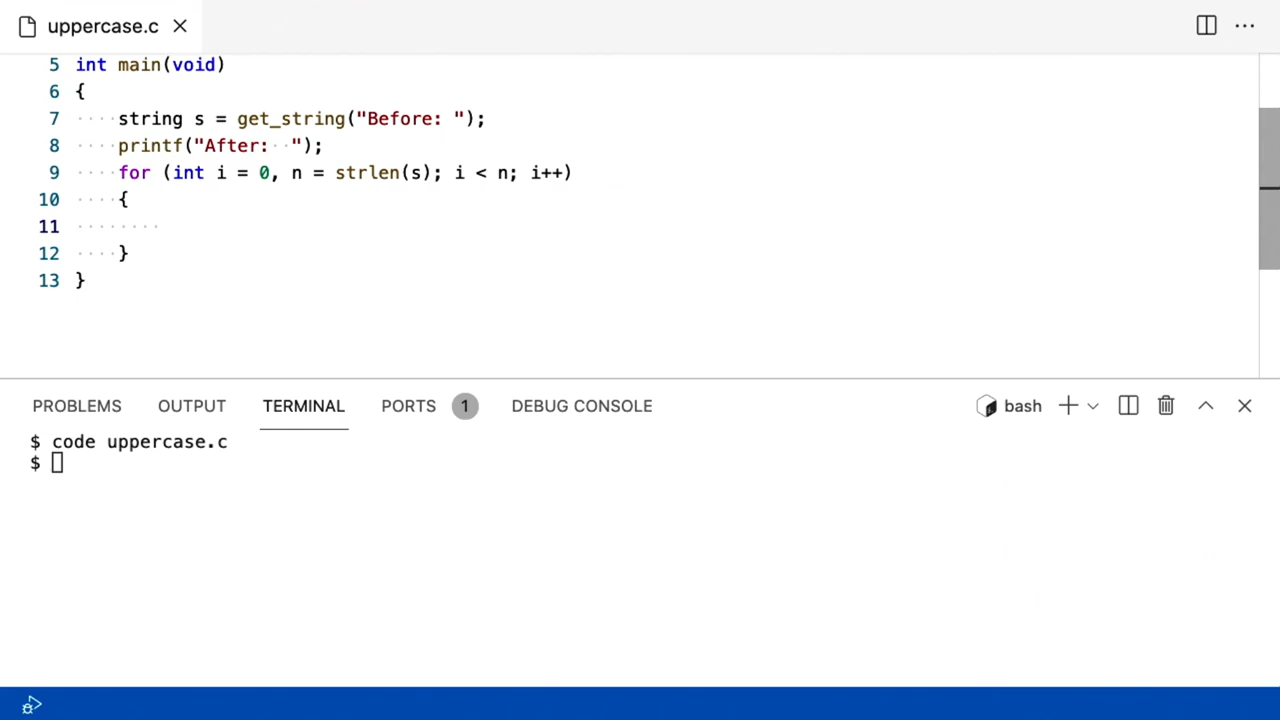 uppercase.c
5 int main(void)
6 {
7 ····string s = get_string("Before: ");
8 ····printf("After:··");
9 ····for (int i = 0, n = strlen(s); i < n; i++)
10 ····{
11 ········
12 ····}
13 }
PROBLEMS OUTPUT TERMINAL PORTS 1 DEBUG CONSOLE bash
$ code uppercase.c
$